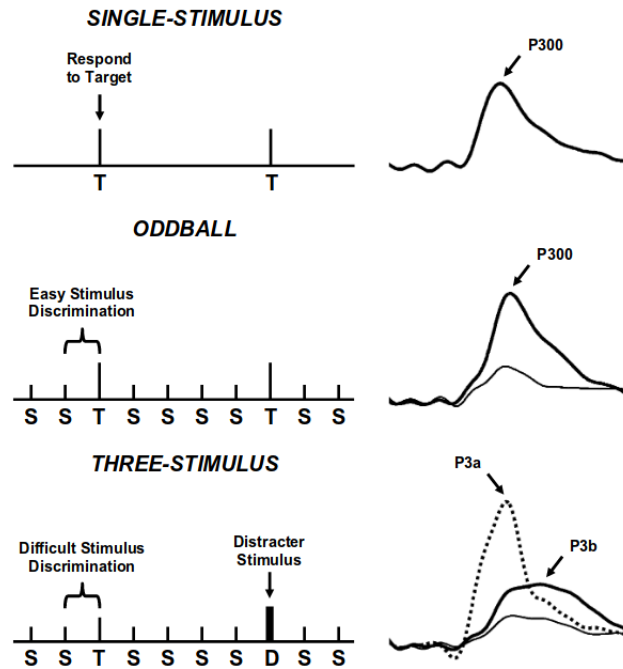 SINGLE-STIMULUS
Respond
to Target
P300
T T
ODDBALL
P300
Easy Stimulus
Discrimination
S S T S S S S T S S
THREE-STIMULUS
P3a
P3b
Difficult Stimulus
Discrimination
Distracter
Stimulus
S S T S S S S D S S